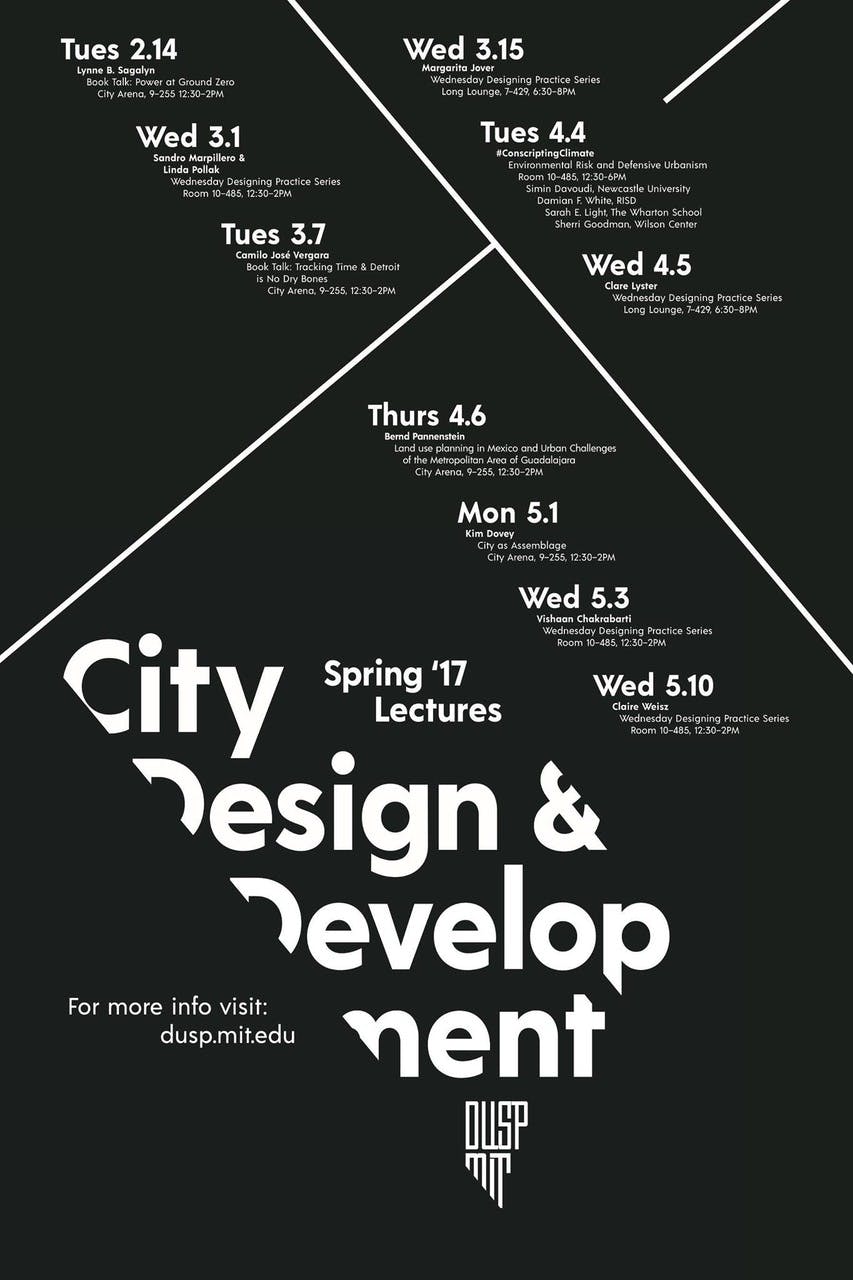 Tues 2.14
Lynne B. Sagalyn
Book Talk: Power at Ground Zero
City Arena, 9-255 12:30-2PM
Wed 3.1
Sandro Marpillero &
Linda Pollak
Wednesday Designing Practice Series
Room 10-485, 12:30-2PM
Tues 3.7
Camilo José Vergara
Book Talk: Tracking Time & Detroit
is No Dry Bones
City Arena, 9-255, 12:30-2PM
Wed 3.15
Margarita Jover
Wednesday Designing Practice Series
Long Lounge, 7-429, 6:30-8PM
Tues 4.4
#ConscriptingClimate
Environmental Risk and Defensive Urbanism
Room 10-485, 12:30-6PM
Simin Davoudi, Newcastle University
Damian F. White, RISD
Sarah E. Light, The Wharton School
Sherri Goodman, Wilson Center
Wed 4.5
Clare Lyster
Wednesday Designing Practice Series
Long Lounge, 7-429, 6:30-8PM
Thurs 4.6
Bernd Pannenstein
Land use planning in Mexico and Urban Challenges
of the Metropolitan Area of Guadalajara
City Arena, 9-255, 12:30-2PM
Mon 5.1
Kim Dovey
City as Assemblage
City Arena, 9-255, 12:30-2PM
Wed 5.3
Vishaan Chakrabarti
Wednesday Designing Practice Series
Room 10-485, 12:30-2PM
Wed 5.10
Claire Weisz
Wednesday Designing Practice Series
Room 10-485, 12:30-2PM
Spring ‘17
Lectures
City
Design &
Develop
ment
For more info visit:
dusp.mit.edu
DUSP
MIT